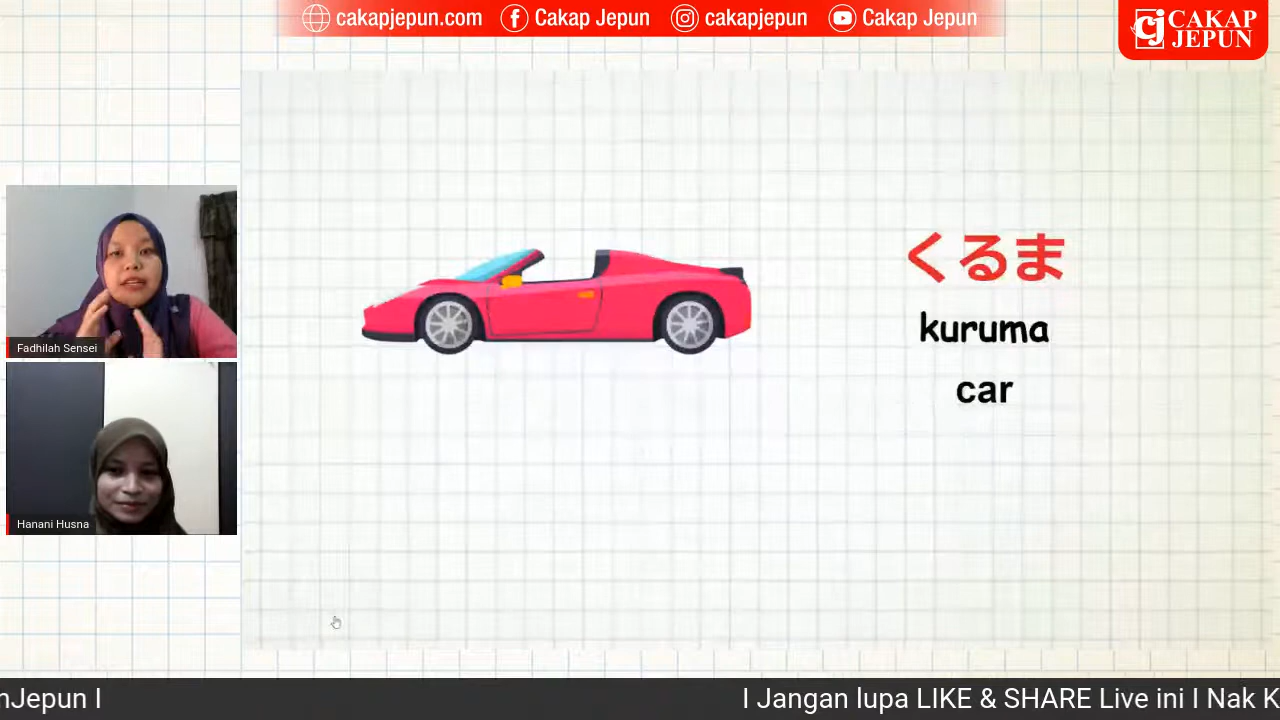 cakapjepun.com Cakap Jepun cakapjepun Cakap Jepun
CAKAP
JEPUN
くるま
kuruma
car
Fadhilah Sensei
Hanani Husna
nJepun I I Jangan lupa LIKE & SHARE Live ini I Nak K